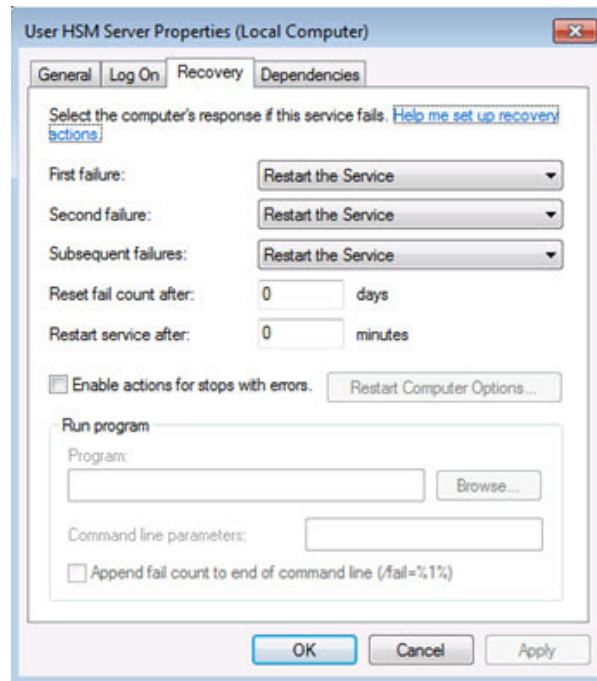 User HSM Server Properties (Local Computer)
General Log On Recovery Dependencies
Select the computer's response if this service fails. Help me set up recovery
actions.
First failure: Restart the Service
Second failure: Restart the Service
Subsequent failures: Restart the Service
Reset fail count after: 0 days
Restart service after: 0 minutes
Enable actions for stops with errors. Restart Computer Options...
Run program
Program:
Browse...
Command line parameters:
Append fail count to end of command line (/fail=%1%)
OK Cancel Apply